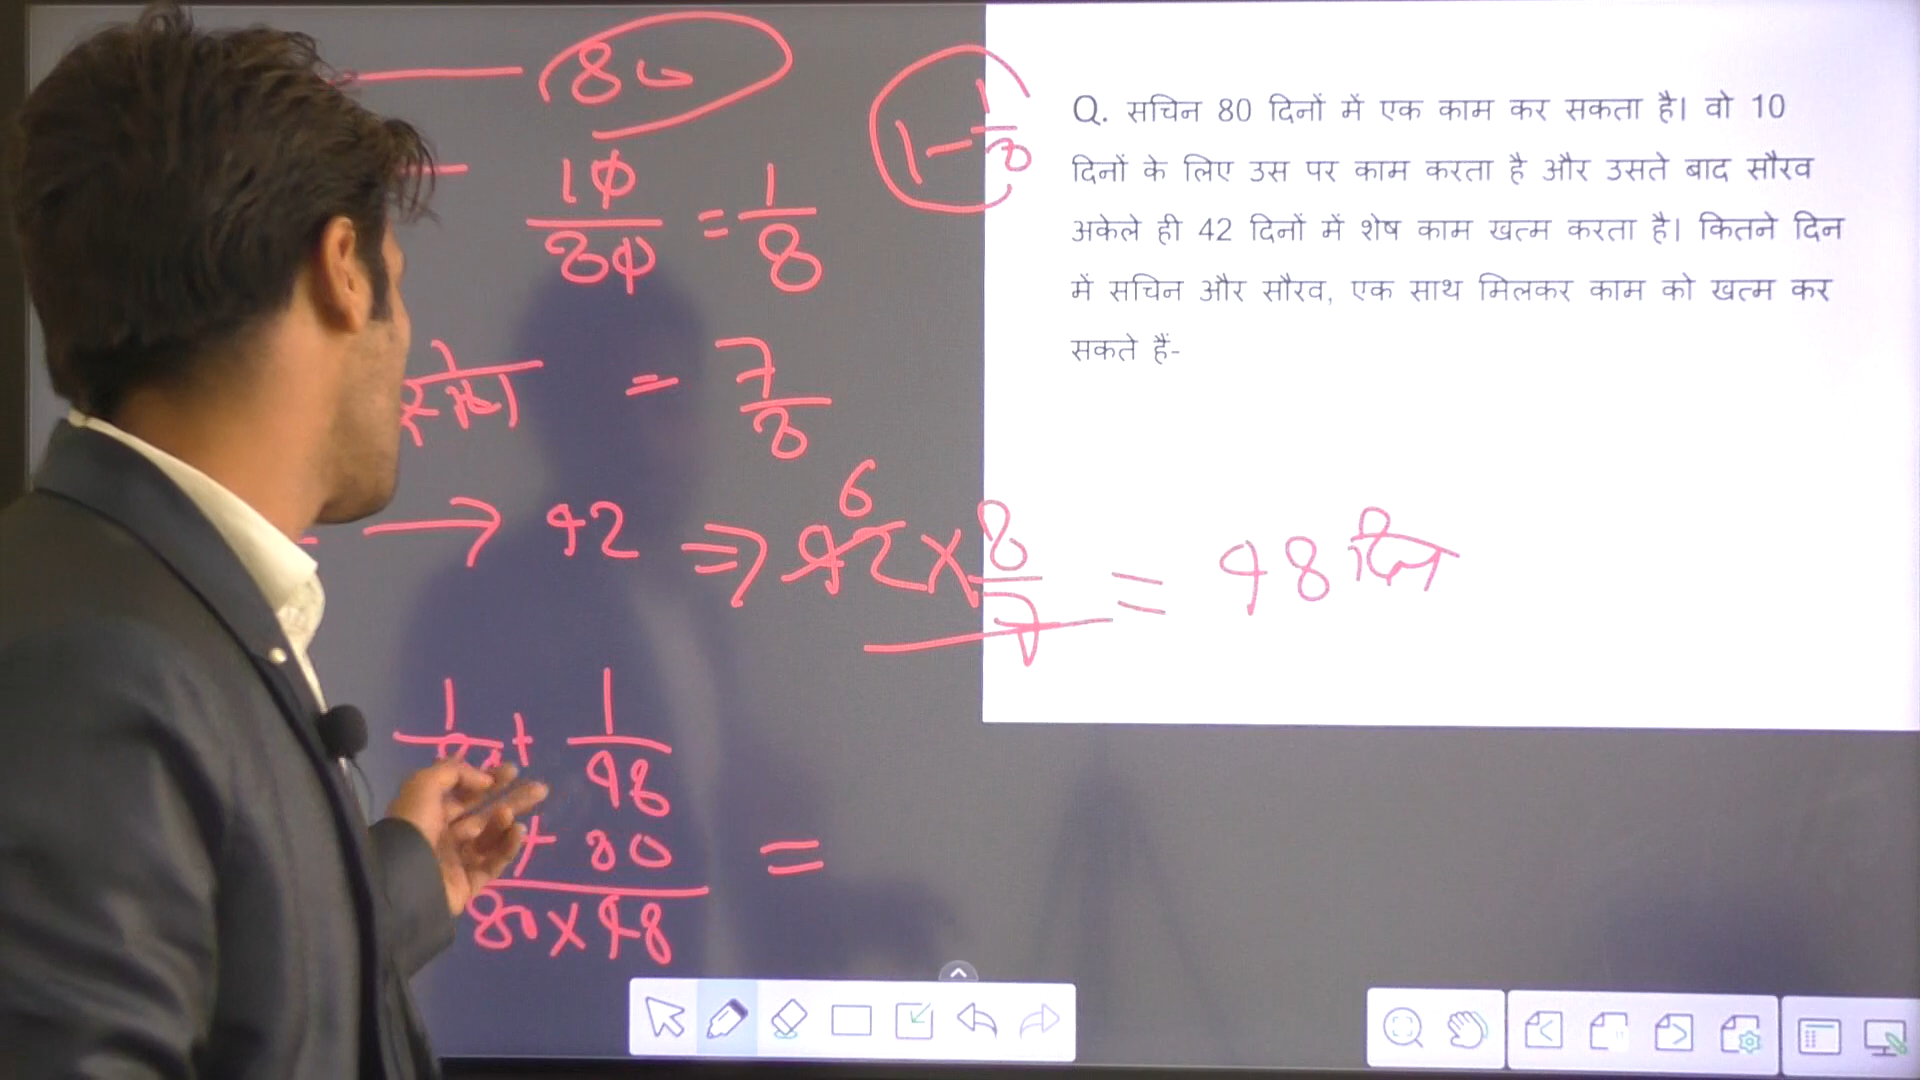 80
10/80 = 1/8
1-1/8
= 7/8
→ 42 ⇒ 42 6 × 8/7 = 48 दिन
1/80 + 1/48
+ 80
80×48
=
Q. सचिन 80 दिनों में एक काम कर सकता है। वो 10
दिनों के लिए उस पर काम करता है और उसते बाद सौरव
अकेले ही 42 दिनों में शेष काम खत्म करता है। कितने दिन
में सचिन और सौरव, एक साथ मिलकर काम को खत्म कर
सकते हैं-